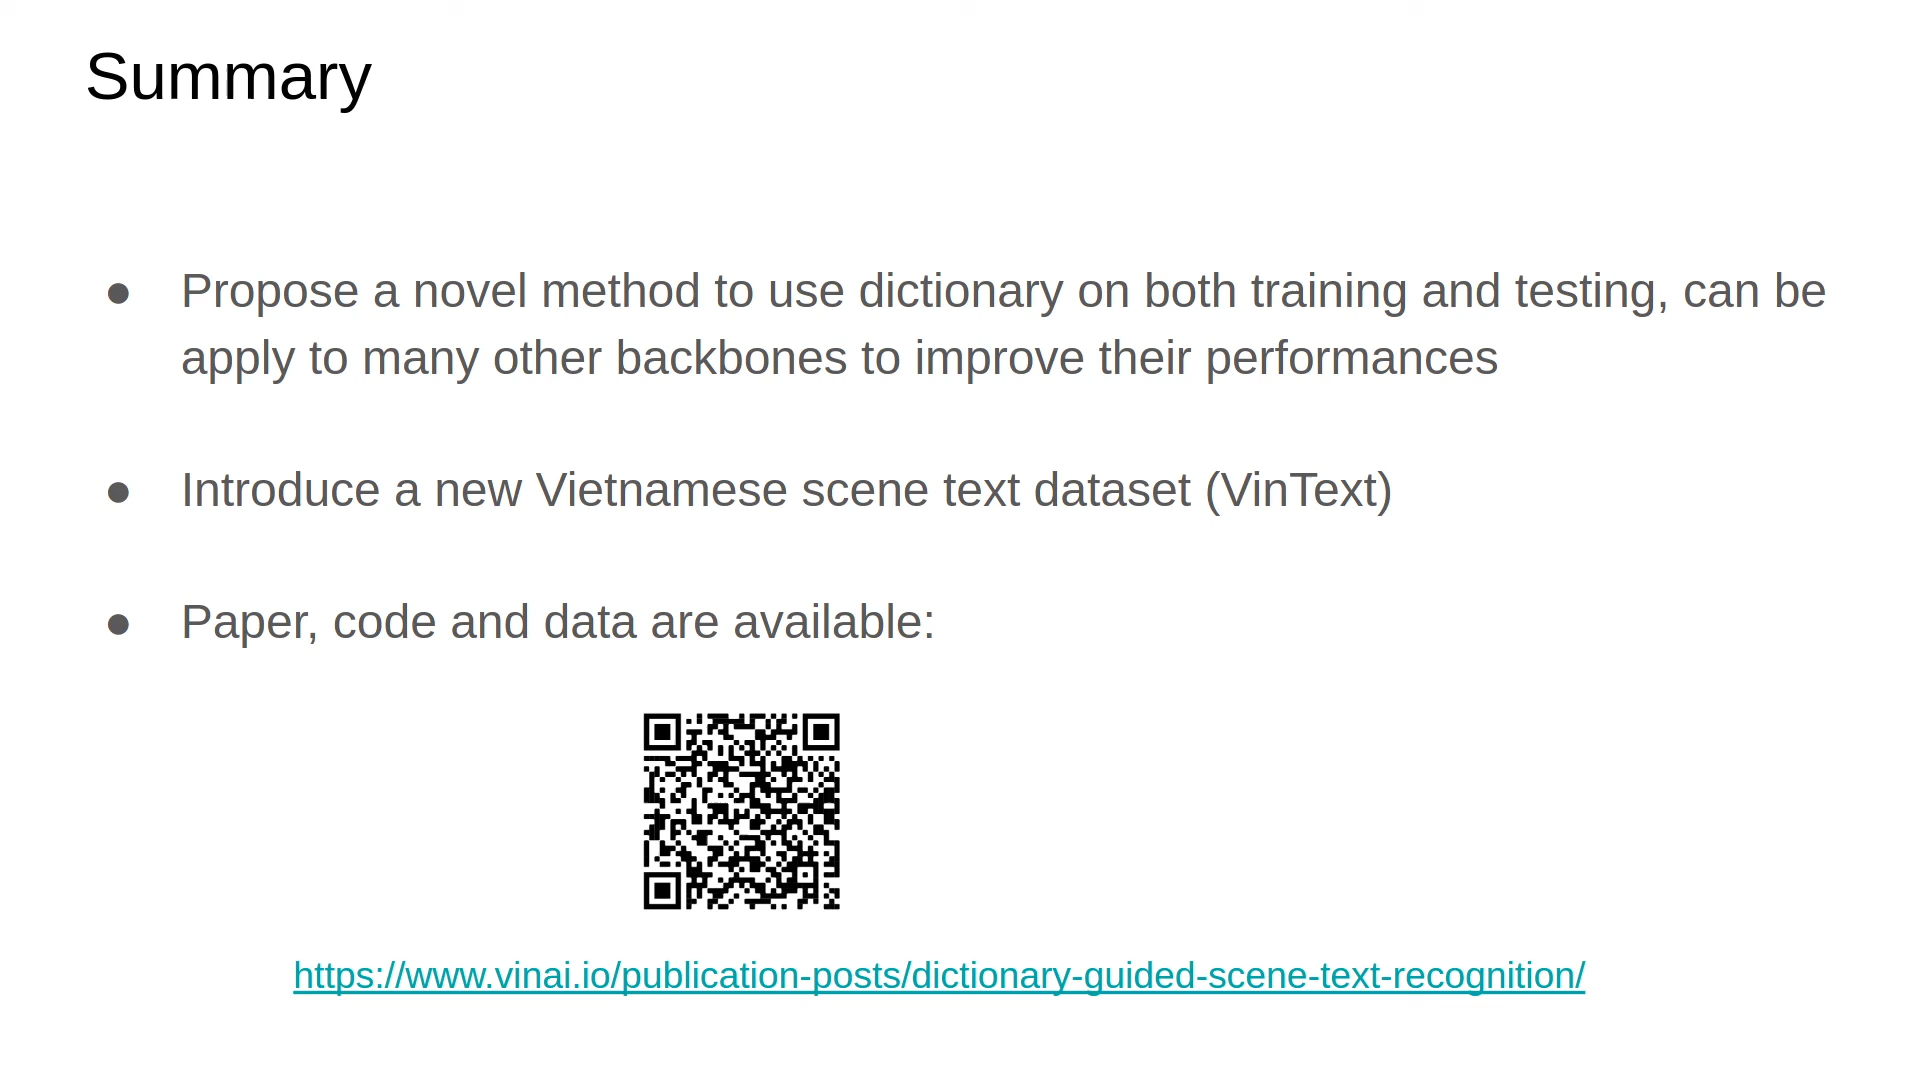 Summary
● Propose a novel method to use dictionary on both training and testing, can be
apply to many other backbones to improve their performances
● Introduce a new Vietnamese scene text dataset (VinText)
● Paper, code and data are available:
https://www.vinai.io/publication-posts/dictionary-guided-scene-text-recognition/